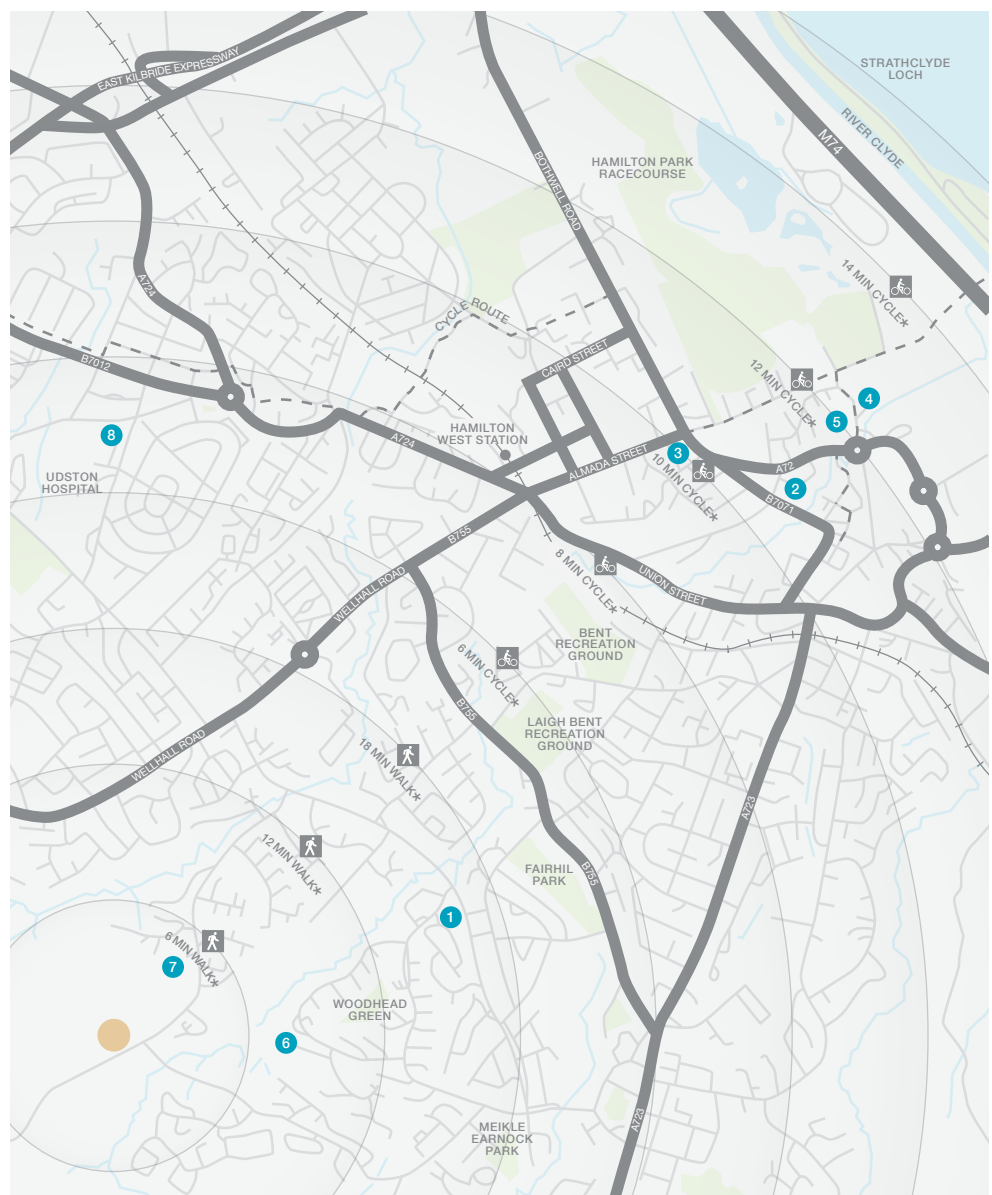 STRATHCLYDE
LOCH
EAST KILBRIDE EXPRESSWAY
RIVER CLYDE
M74
HAMILTON PARK
RACECOURSE
BOTHWELL ROAD
A724
14 MIN CYCLE*
CYCLE ROUTE
CAIRD STREET
B7012
12 MIN CYCLE*
4
5
8
HAMILTON
WEST STATION
A724
3
ALMADA STREET
10 MIN CYCLE*
A72
2
B7071
UDSTON
HOSPITAL
B755
8 MIN CYCLE*
UNION STREET
WELLHALL ROAD
BENT
RECREATION
GROUND
6 MIN CYCLE*
B755
LAIGH BENT
RECREATION
GROUND
WELLHALL ROAD
18 MIN WALK*
A723
12 MIN WALK*
FAIRHIL
PARK
B755
1
6 MIN WALK*
7
WOODHEAD
GREEN
6
A723
MEIKLE
EARNOCK
PARK